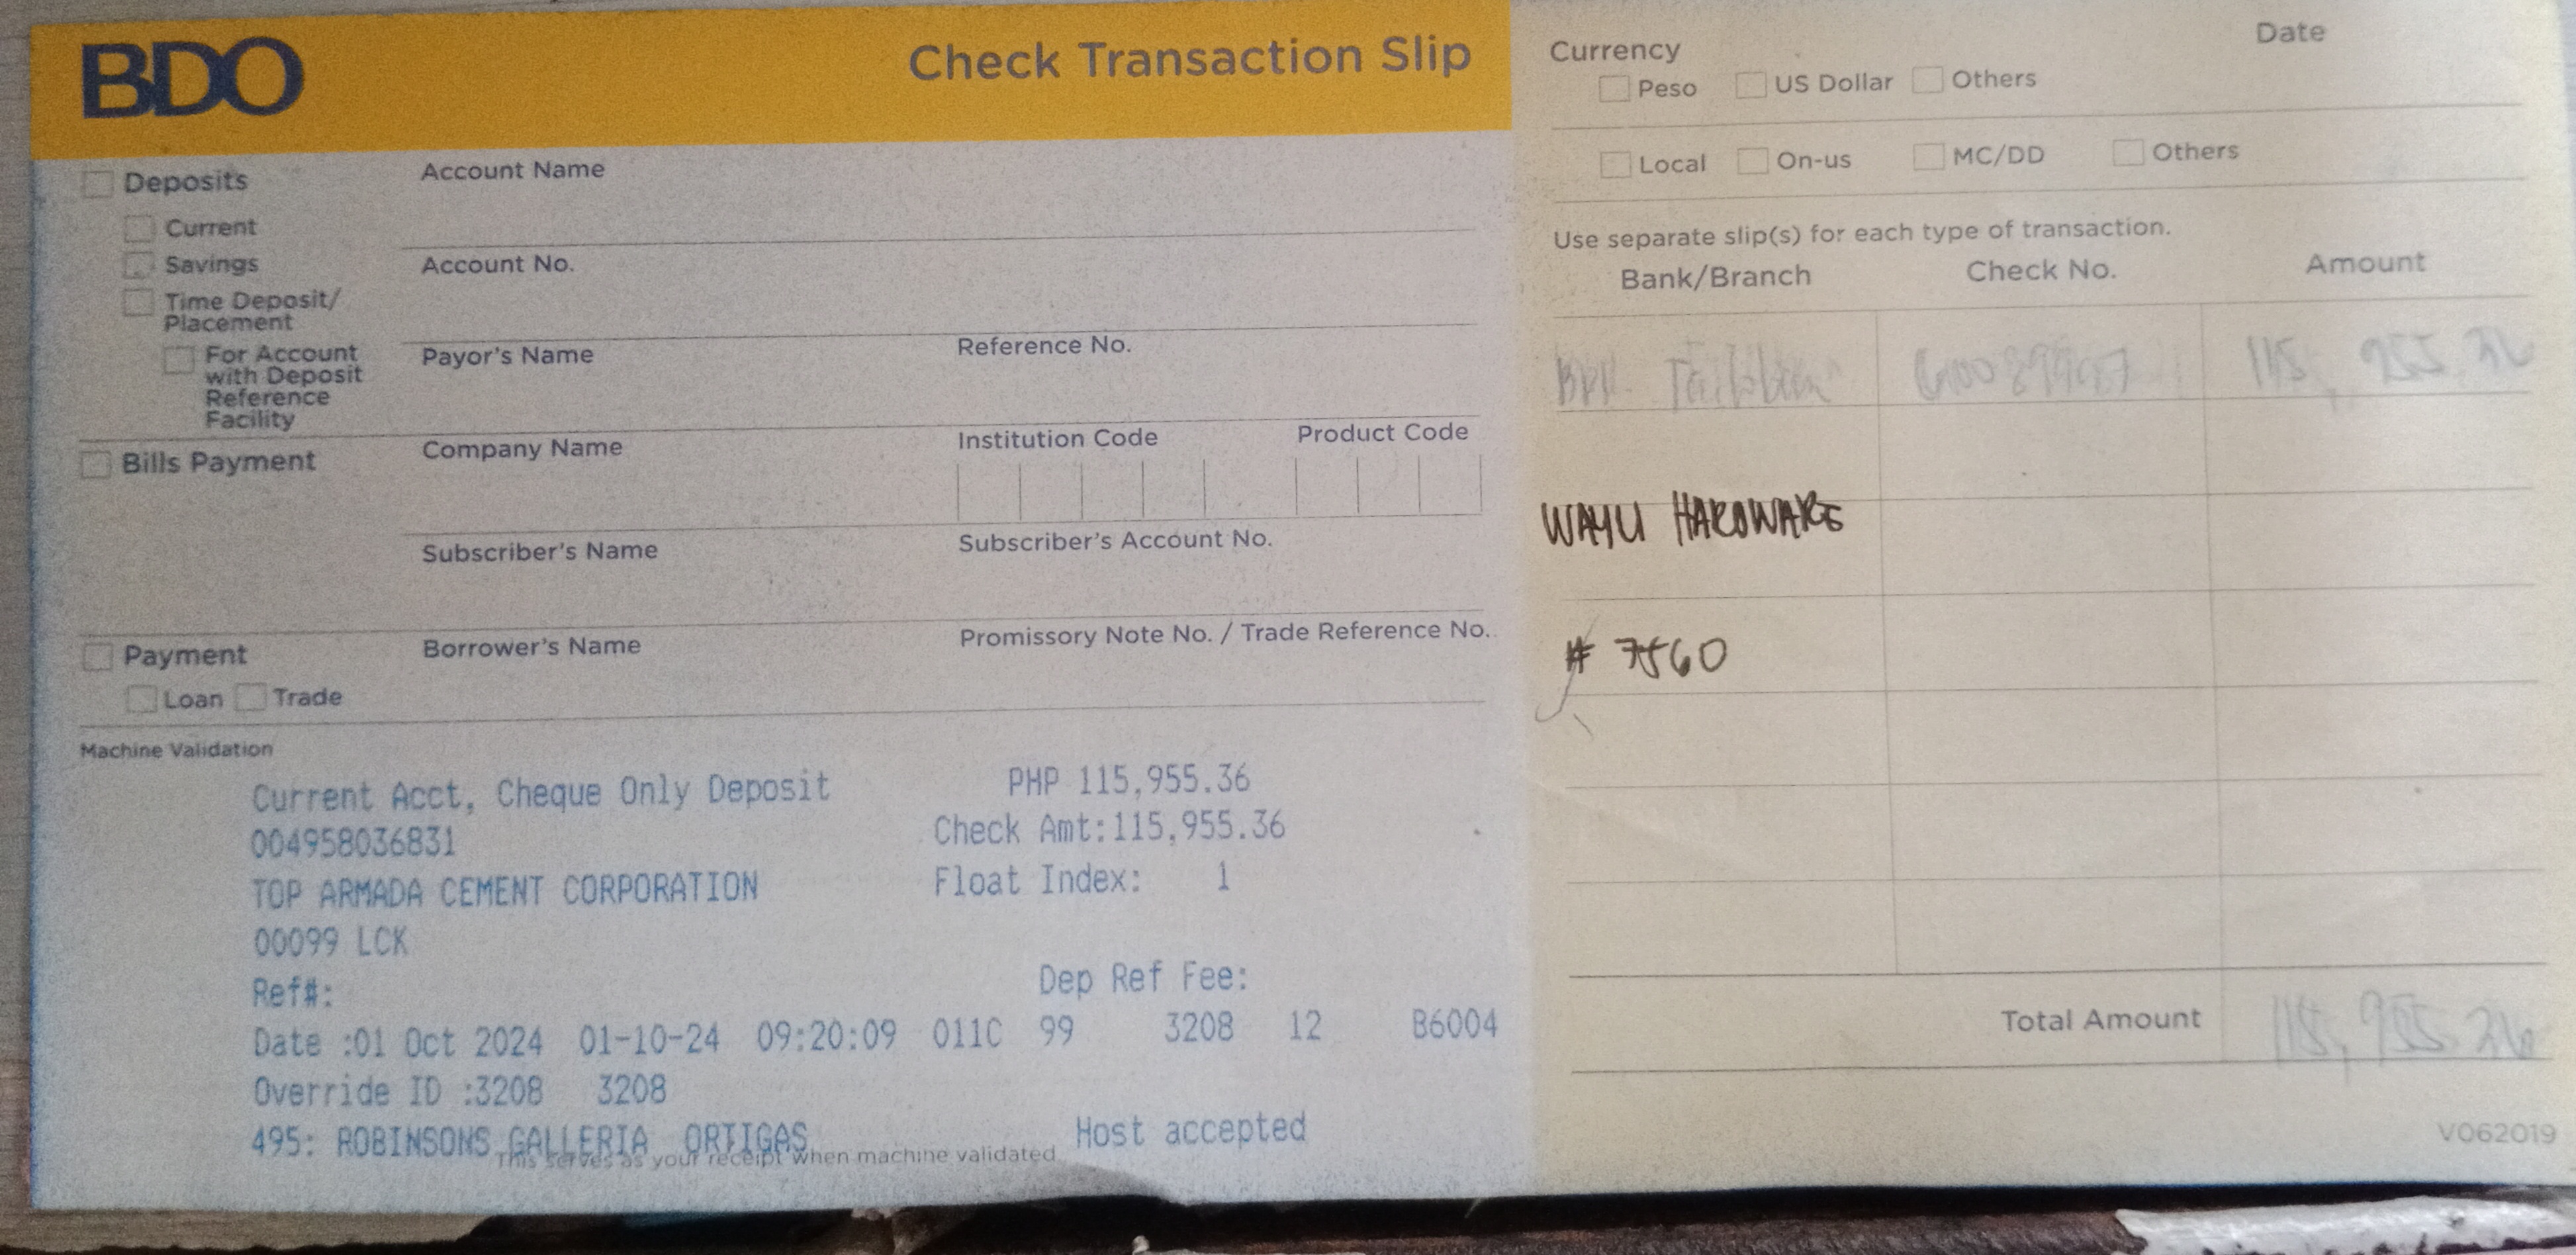 BDO
Check Transaction Slip
Deposits
Current
Savings
Time Deposit/
Placement
For Account
with Deposit
Reference
Facility
Account Name
Account No.
Payor's Name Reference No.
Bills Payment
Company Name Institution Code Product Code
Subscriber's Name Subscriber's Account No.
Payment
Loan Trade
Borrower's Name Promissory Note No. / Trade Reference No.
Machine Validation
Current Acct, Cheque Only Deposit PHP 115,955.36
004958036831 Check Amt:115,955.36
TOP ARMADA CEMENT CORPORATION Float Index: 1
00099 LCK
Ref#: Dep Ref Fee:
Date :01 Oct 2024 01-10-24 09:20:09 011C 99 3208 12 B6004
Override ID :3208 3208
495: ROBINSONS GALLERIA ORTIGAS Host accepted
This serves as your receipt when machine validated
Currency Date
Peso US Dollar Others
Local On-us MC/DD Others
Use separate slip(s) for each type of transaction.
Bank/Branch Check No. Amount
115,955.36
WAYU HARDWARE
# 7560
Total Amount 115,955.36
V062019